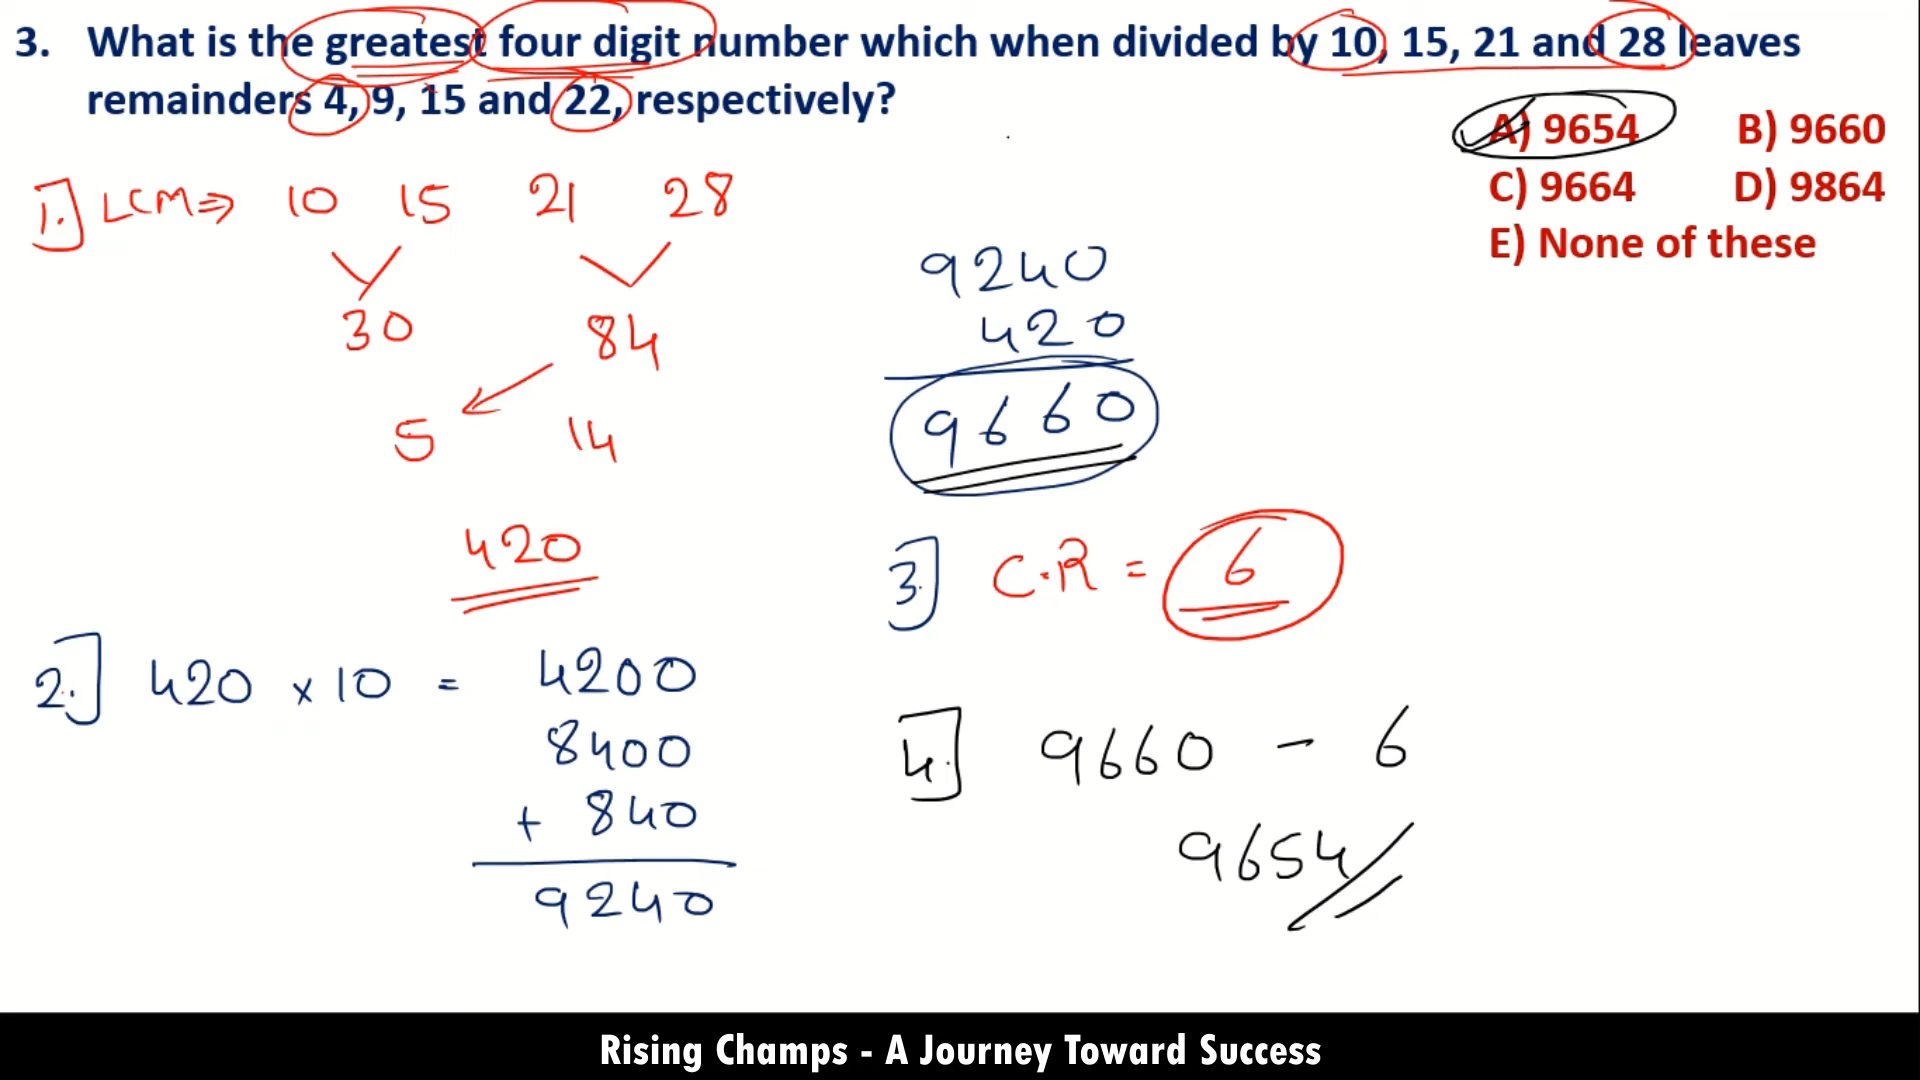 3. What is the greatest four digit number which when divided by 10, 15, 21 and 28 leaves
remainders 4, 9, 15 and 22, respectively?
A) 9654 B) 9660
C) 9664 D) 9864
E) None of these
1.] LCM ⇒ 10 15 21 28
30 84
5 14
420
2.] 420 × 10 = 4200
8400
+ 840
9240
9240
420
9660
3.] C.R = 6
4.] 9660 - 6
9654
Rising Champs - A Journey Toward Success